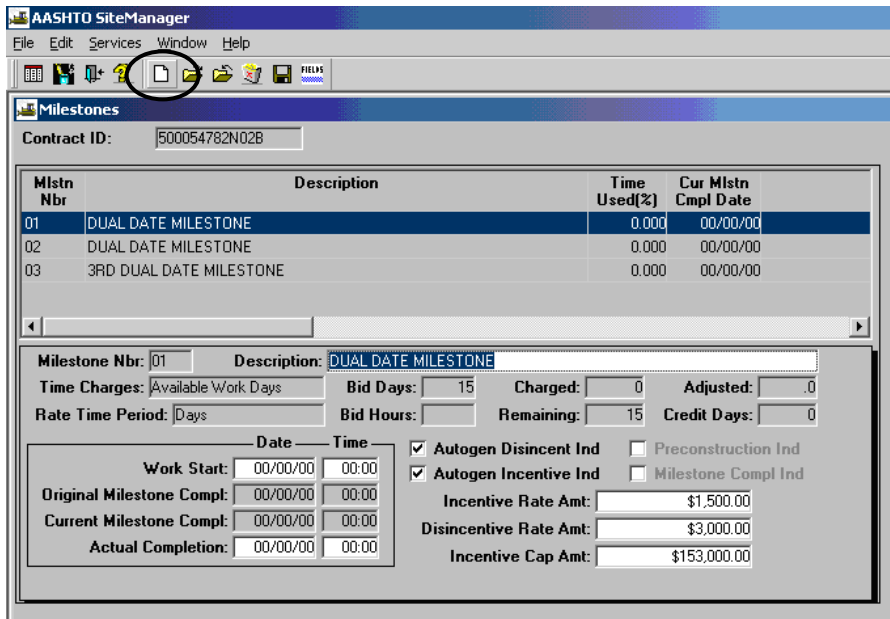 AASHTO SiteManager
File Edit Services Window Help
FIELDS
Milestones
Contract ID: 500054782N02B
Mlstn Nbr Description Time Used(%) Cur Mlstn Cmpl Date
01 DUAL DATE MILESTONE 0.000 00/00/00
02 DUAL DATE MILESTONE 0.000 00/00/00
03 3RD DUAL DATE MILESTONE 0.000 00/00/00
Milestone Nbr: 01 Description: DUAL DATE MILESTONE
Time Charges: Available Work Days Bid Days: 15 Charged: 0 Adjusted: .0
Rate Time Period: Days Bid Hours: Remaining: 15 Credit Days: 0
Date Time
Work Start: 00/00/00 00:00
Original Milestone Compl: 00/00/00 00:00
Current Milestone Compl: 00/00/00 00:00
Actual Completion: 00/00/00 00:00
Autogen Disincent Ind Preconstruction Ind
Autogen Incentive Ind Milestone Compl Ind
Incentive Rate Amt: $1,500.00
Disincentive Rate Amt: $3,000.00
Incentive Cap Amt: $153,000.00